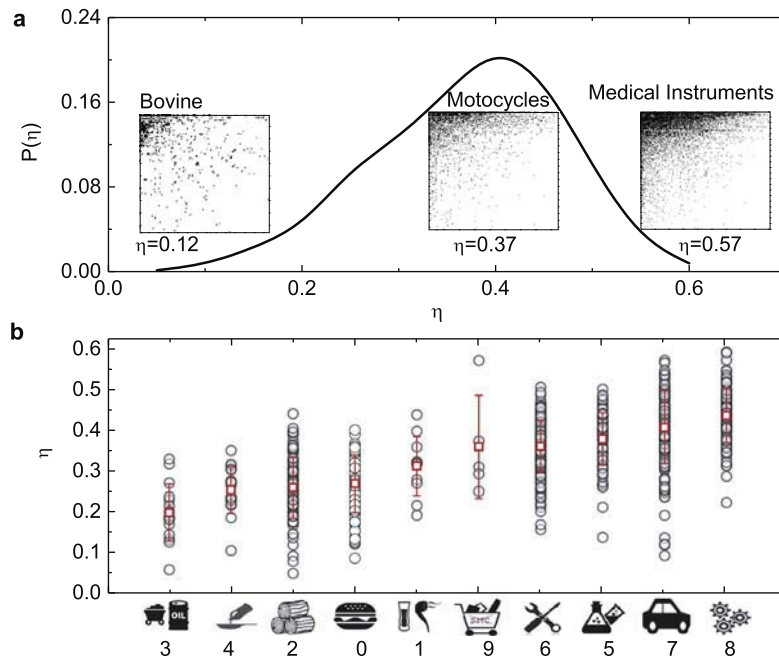 a
0.24
0.16
0.08
0.00
P(η)
Bovine
η=0.12
Motocycles
η=0.37
Medical Instruments
η=0.57
0.0 0.2 0.4 0.6
η
b
0.6
0.5
0.4
0.3
0.2
0.1
0.0
η
OIL
3 4 2 0 1 9 6 5 7 8